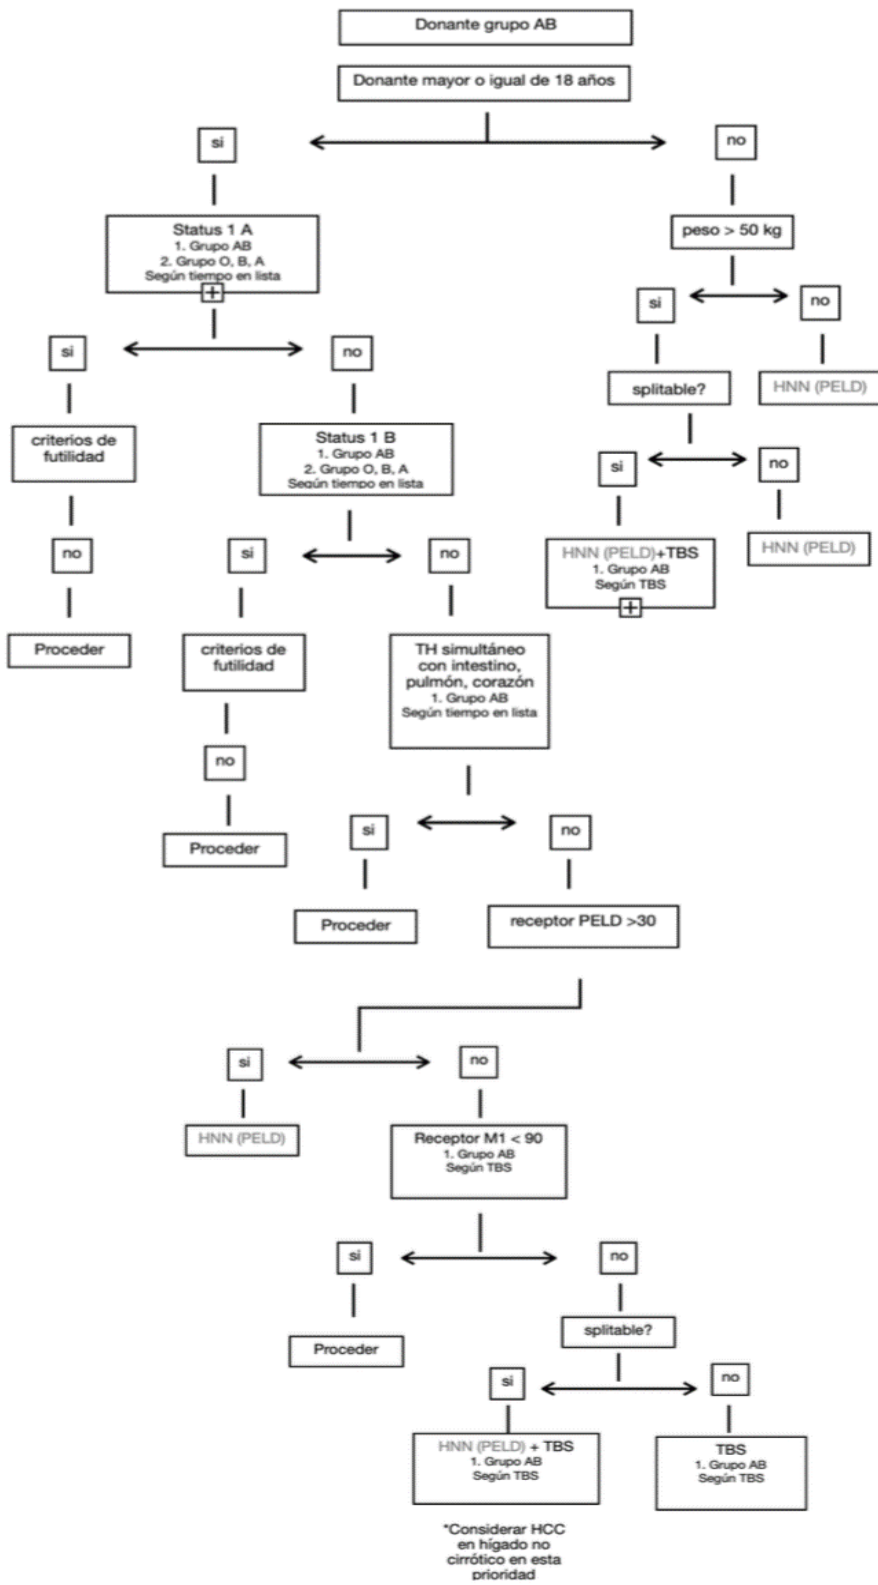 Donante grupo AB
Donante mayor o igual de 18 años
si
no
Status 1 A
1. Grupo AB
2. Grupo O, B, A
Según tiempo en lista
peso > 50 kg
si
no
si
no
splitable?
HNN (PELD)
criterios de
futilidad
Status 1 B
1. Grupo AB
2. Grupo O, B, A
Según tiempo en lista
si
no
no
si
no
HNN (PELD)+TBS
1. Grupo AB
Según TBS
HNN (PELD)
Proceder
criterios de
futilidad
TH simultáneo
con intestino,
pulmón, corazón
1. Grupo AB
Según tiempo en lista
no
Proceder
si
no
Proceder
receptor PELD >30
si
no
HNN (PELD)
Receptor M1 < 90
1. Grupo AB
Según TBS
si
no
Proceder
splitable?
si
no
HNN (PELD) + TBS
1. Grupo AB
Según TBS
TBS
1. Grupo AB
Según TBS
*Considerar HCC
en hígado no
cirrótico en esta
prioridad